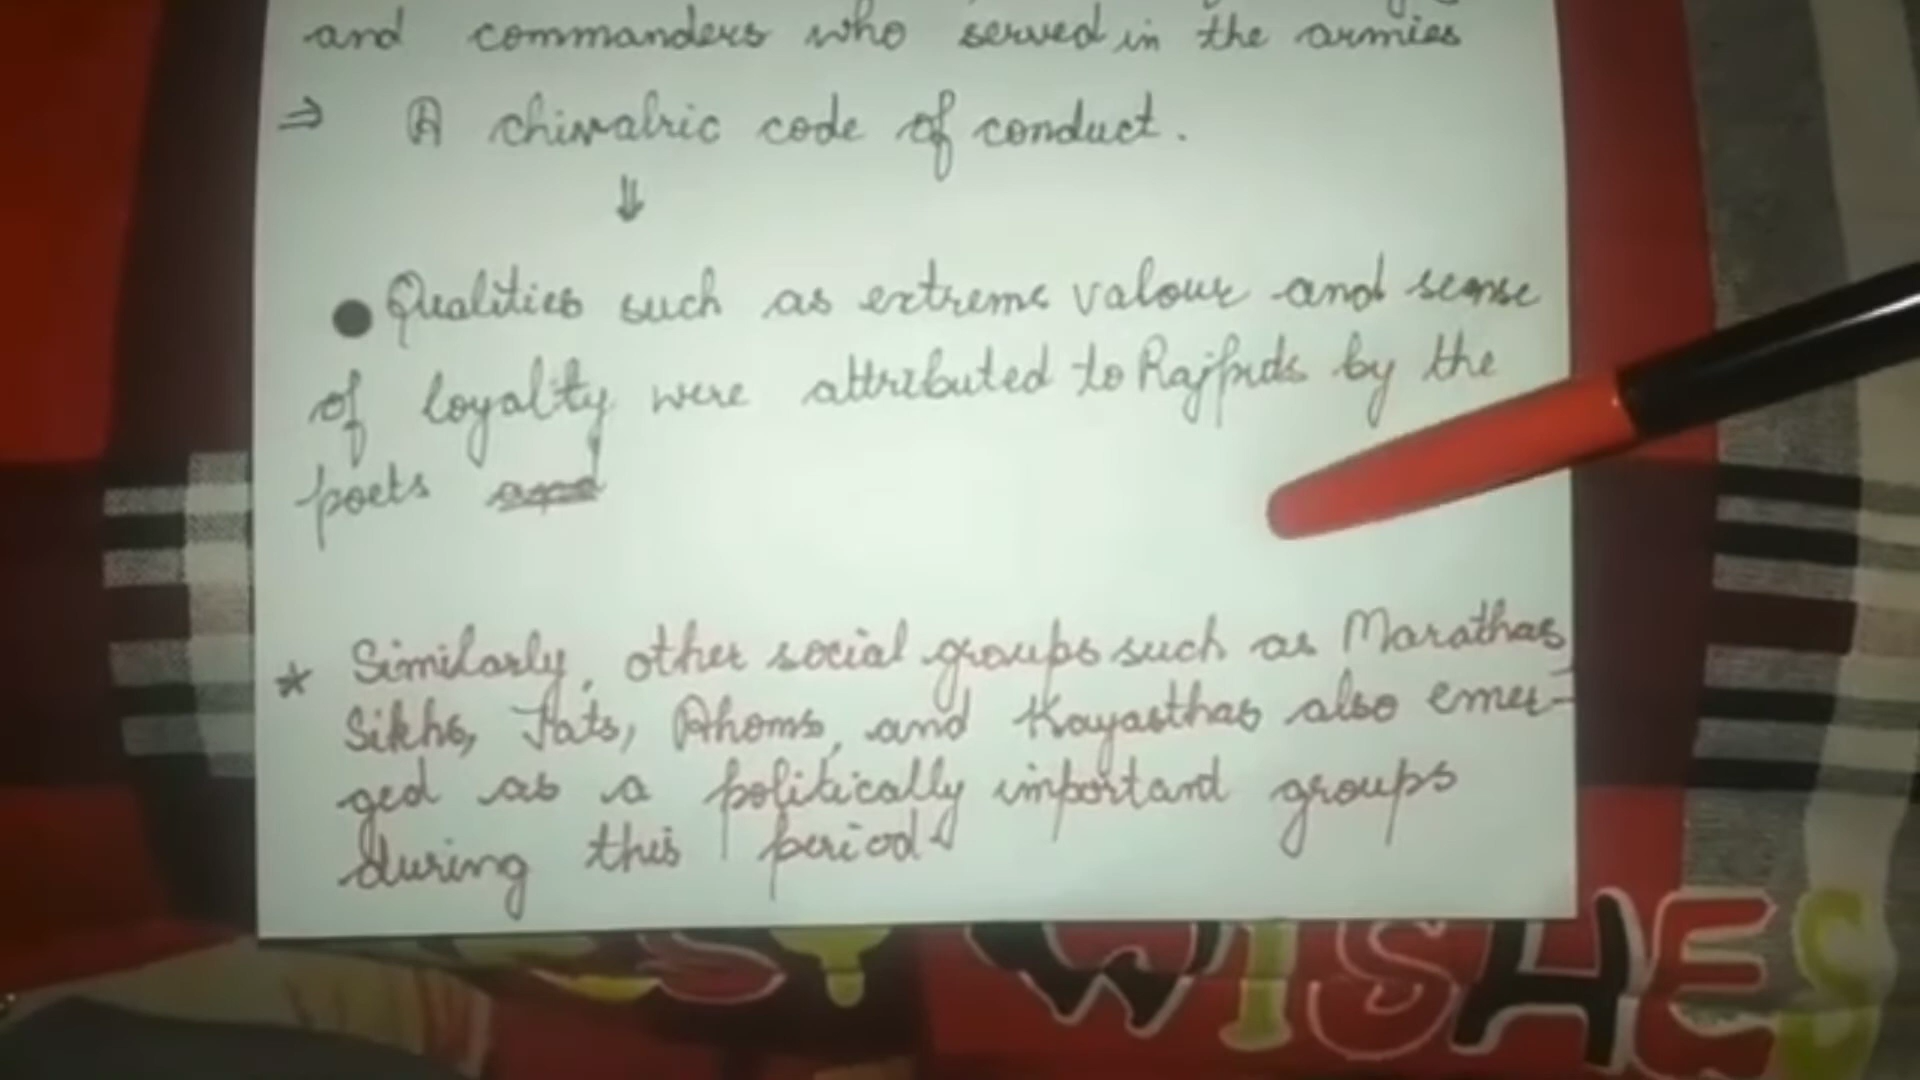 and commanders who served in the armies
⇒ A chivalric code of conduct.
⇓
● Qualities such as extreme valour and sense
of loyalty were attributed to Rajputs by the
poets and
* Similarly, other social groups such as Marathas
Sikhs, Jats, Ahoms, and Kayasthas also emer-
ged as a politically important groups
during this period.
WISHES